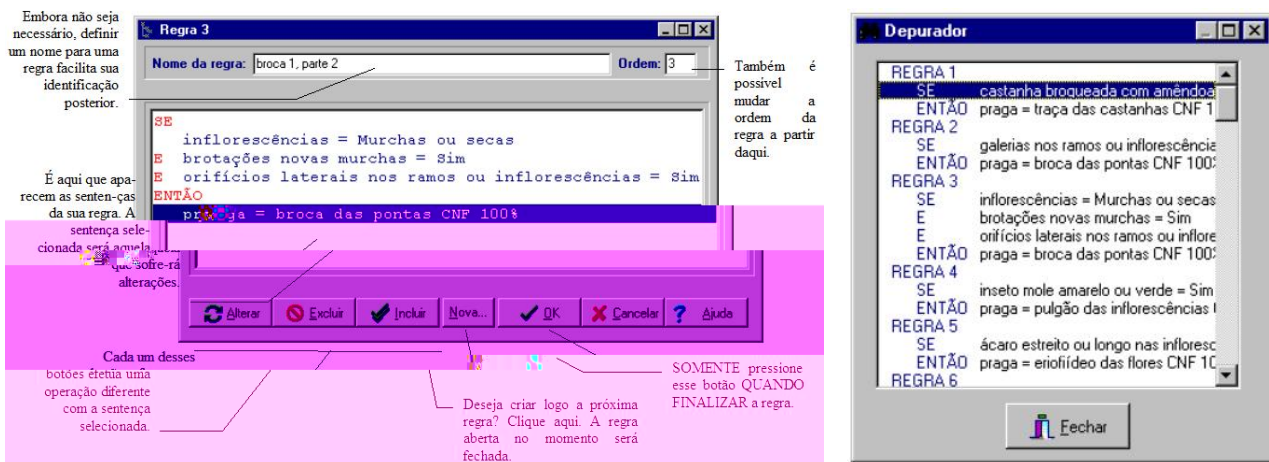 Embora não seja
necessário, definir
um nome para uma
regra facilita sua
identificação
posterior.
Regra 3
Nome da regra: broca 1, parte 2
Ordem: 3
Também é
possivel
mudar a
ordem da
regra a partir
daqui.
SE
inflorescências = Murchas ou secas
E brotações novas murchas = Sim
E orifícios laterais nos ramos ou inflorescências = Sim
ENTÃO
praga = broca das pontas CNF 100%
É aqui que apa-
recem as senten-ças
da sua regra. A
sentença sele-
cionada será aquela
que sofre-rá
alterações.
Alterar
Excluir
Incluir
Nova...
OK
Cancelar
Ajuda
Cada um desses
botões efetua uma
operação diferente
com a sentença
selecionada.
Deseja criar logo a próxima
regra? Clique aqui. A regra
aberta no momento será
fechada.
SOMENTE pressione
esse botão QUANDO
FINALIZAR a regra.
Depurador
REGRA 1
SE castanha broqueada com amêndoa
ENTÃO praga = traça das castanhas CNF 1
REGRA 2
SE galerias nos ramos ou inflorescência
ENTÃO praga = broca das pontas CNF 100%
REGRA 3
SE inflorescências = Murchas ou secas
E brotações novas murchas = Sim
E orifícios laterais nos ramos ou inflore
ENTÃO praga = broca das pontas CNF 100%
REGRA 4
SE inseto mole amarelo ou verde = Sim
ENTÃO praga = pulgão das inflorescências
REGRA 5
SE ácaro estreito ou longo nas infloresc
ENTÃO praga = eriofiídeo das flores CNF 10
REGRA 6
Fechar